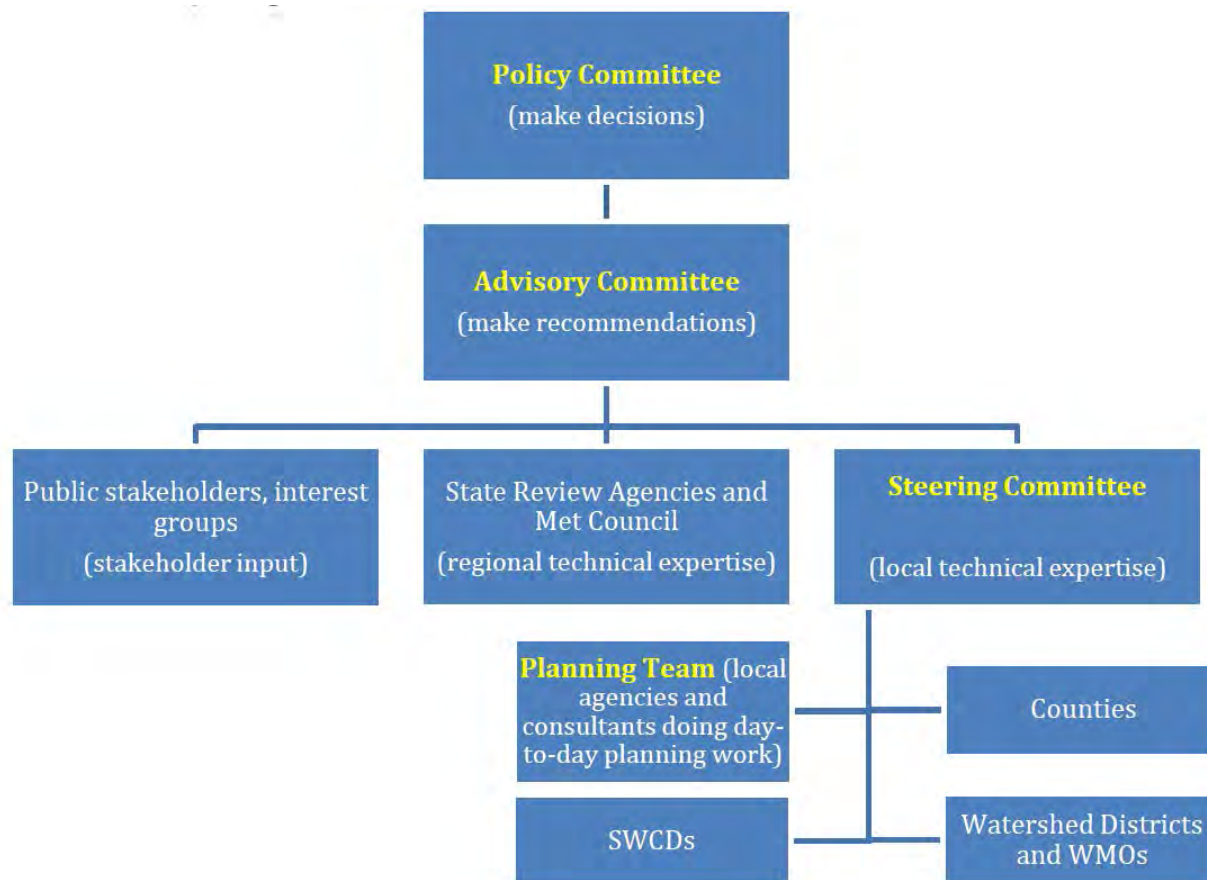 Policy Committee
(make decisions)
Advisory Committee
(make recommendations)
Public stakeholders, interest
groups
(stakeholder input)
State Review Agencies and
Met Council
(regional technical expertise)
Steering Committee
(local technical expertise)
Planning Team (local
agencies and
consultants doing day-
to-day planning work)
Counties
SWCDs
Watershed Districts
and WMOs